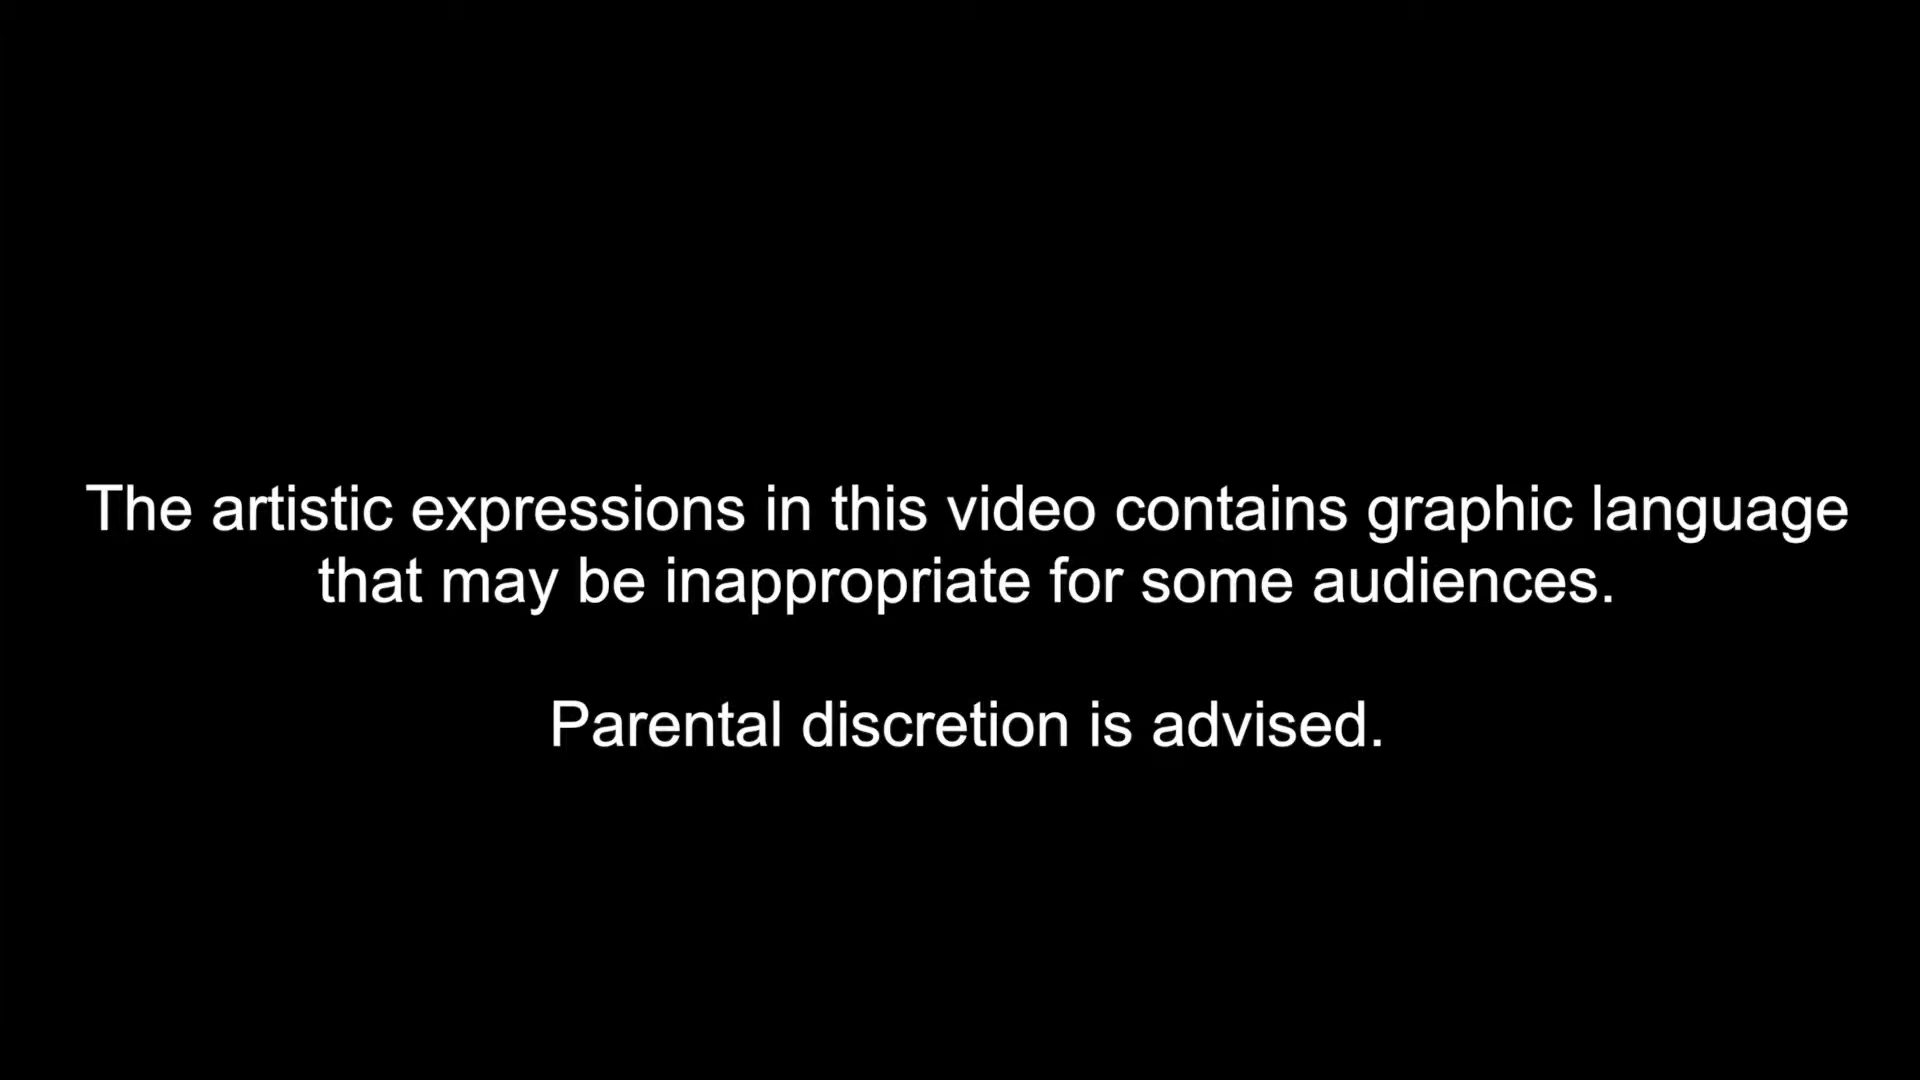 The artistic expressions in this video contains graphic language
that may be inappropriate for some audiences.
Parental discretion is advised.